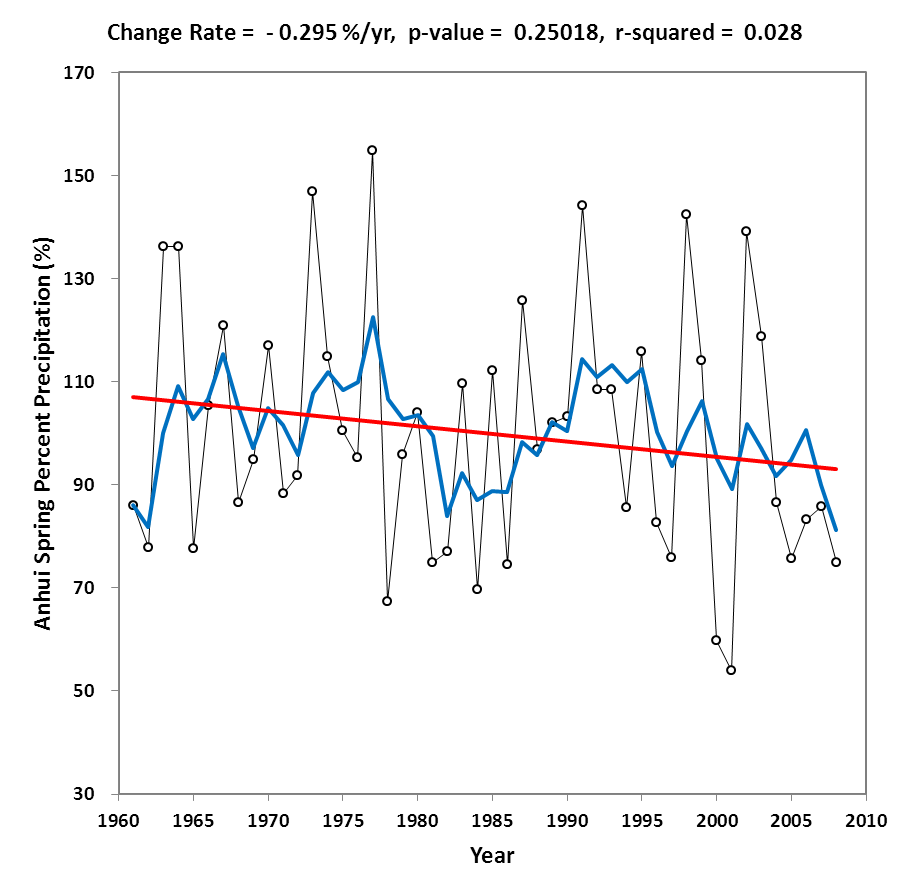 Change Rate = - 0.295 %/yr, p-value = 0.25018, r-squared = 0.028
170
150
130
110
90
70
50
30
Anhui Spring Percent Precipitation (%)
1960 1965 1970 1975 1980 1985 1990 1995 2000 2005 2010
Year